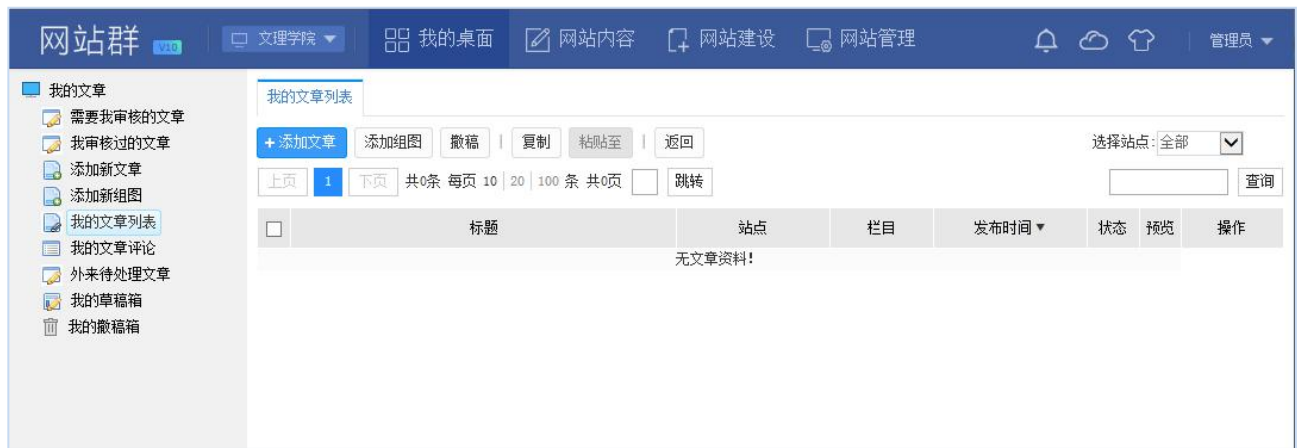 网站群 V10 文理学院 我的桌面 网站内容 网站建设 网站管理 管理员
我的文章
需要我审核的文章
我审核过的文章
添加新文章
添加新组图
我的文章列表
我的文章评论
外来待处理文章
我的草稿箱
我的撤稿箱
我的文章列表
+添加文章 添加组图 撤稿 | 复制 粘贴至 | 返回 选择站点:全部
上页 1 下页 共0条 每页 10 | 20 | 100 条 共0页 跳转 查询
标题 站点 栏目 发布时间▼ 状态 预览 操作
无文章资料!